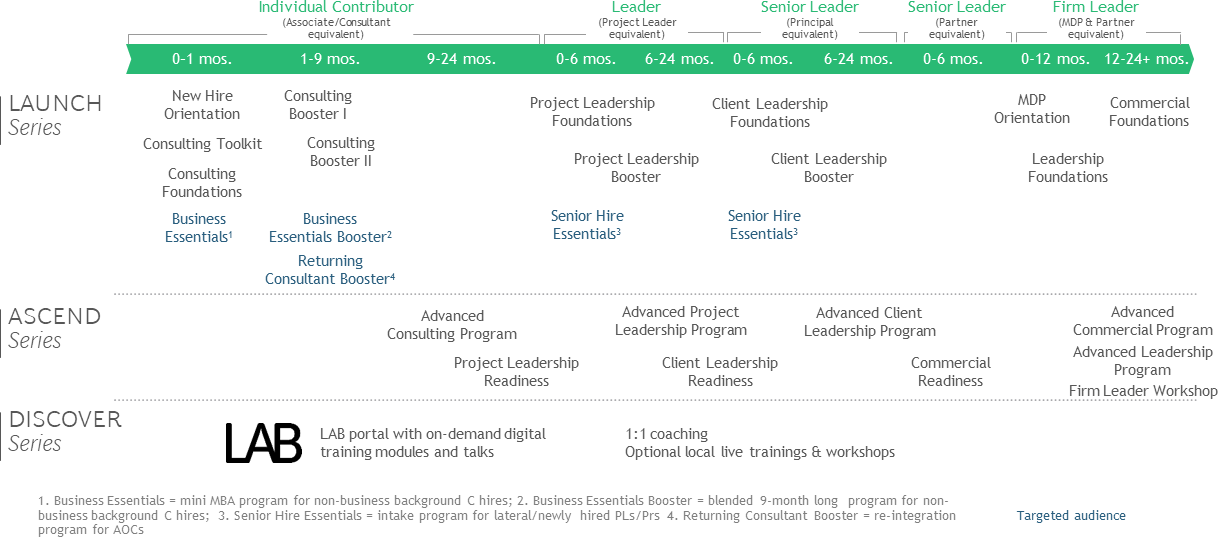 Individual Contributor
(Associate/Consultant
equivalent)
Leader
(Project Leader
equivalent)
Senior Leader
(Principal
equivalent)
Senior Leader
(Partner
equivalent)
Firm Leader
(MDP & Partner
equivalent)
0-1 mos. 1-9 mos. 9-24 mos. 0-6 mos. 6-24 mos. 0-6 mos. 6-24 mos. 0-6 mos. 0-12 mos. 12-24+ mos.
LAUNCH
Series
New Hire
Orientation
Consulting Toolkit
Consulting
Foundations
Business
Essentials¹
Consulting
Booster I
Consulting
Booster II
Business
Essentials Booster²
Returning
Consultant Booster⁴
Project Leadership
Foundations
Project Leadership
Booster
Senior Hire
Essentials³
Client Leadership
Foundations
Client Leadership
Booster
Senior Hire
Essentials³
MDP
Orientation
Leadership
Foundations
Commercial
Foundations
ASCEND
Series
Advanced
Consulting Program
Project Leadership
Readiness
Advanced Project
Leadership Program
Client Leadership
Readiness
Advanced Client
Leadership Program
Commercial
Readiness
Advanced
Commercial Program
Advanced Leadership
Program
Firm Leader Workshop
DISCOVER
Series
LAB
LAB portal with on-demand digital
training modules and talks
1:1 coaching
Optional local live trainings & workshops
1. Business Essentials = mini MBA program for non-business background C hires; 2. Business Essentials Booster = blended 9-month long program for non-
business background C hires; 3. Senior Hire Essentials = intake program for lateral/newly hired PLs/Prs 4. Returning Consultant Booster = re-integration
program for AOCs
Targeted audience